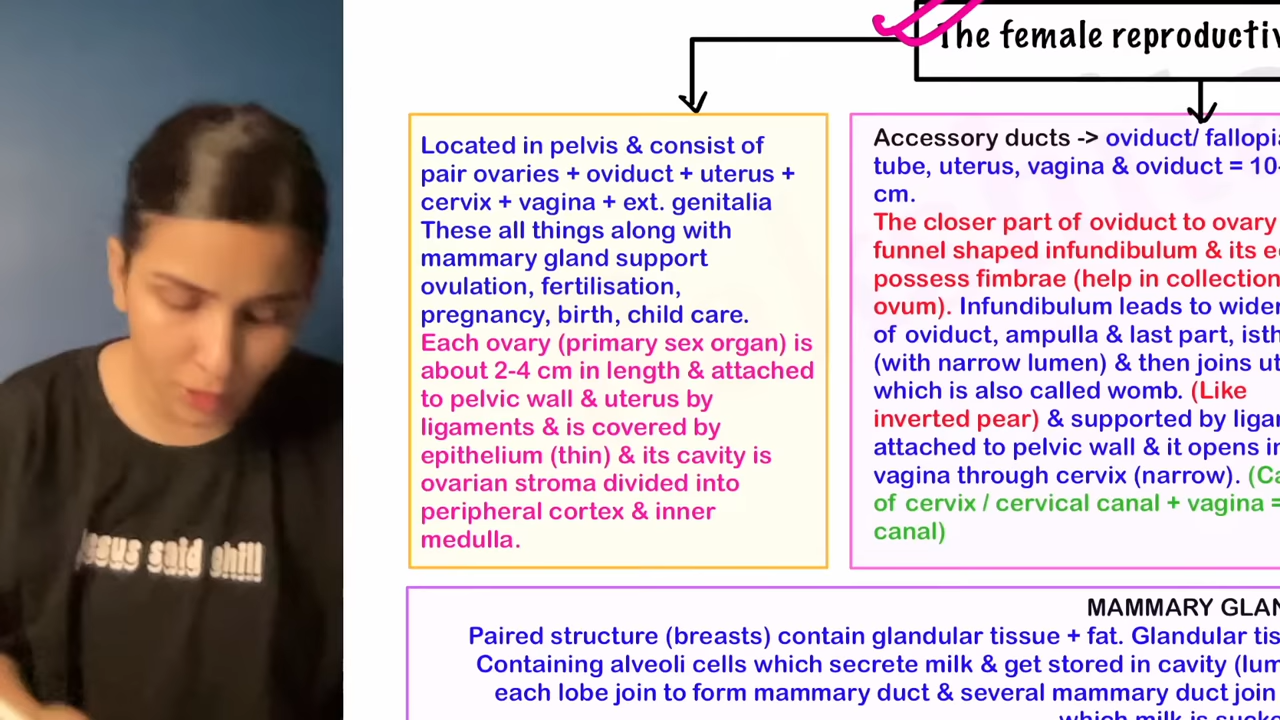 The female reproductiv
Located in pelvis & consist of
pair ovaries + oviduct + uterus +
cervix + vagina + ext. genitalia
These all things along with
mammary gland support
ovulation, fertilisation,
pregnancy, birth, child care.
Each ovary (primary sex organ) is
about 2-4 cm in length & attached
to pelvic wall & uterus by
ligaments & is covered by
epithelium (thin) & its cavity is
ovarian stroma divided into
peripheral cortex & inner
medulla.
Accessory ducts -> oviduct/ fallopia
tube, uterus, vagina & oviduct = 10-
cm.
The closer part of oviduct to ovary
funnel shaped infundibulum & its e
possess fimbrae (help in collection
ovum). Infundibulum leads to wider
of oviduct, ampulla & last part, isth
(with narrow lumen) & then joins ut
which is also called womb. (Like
inverted pear) & supported by ligar
attached to pelvic wall & it opens in
vagina through cervix (narrow). (Ca
of cervix / cervical canal + vagina =
canal)
MAMMARY GLAN
Paired structure (breasts) contain glandular tissue + fat. Glandular tis
Containing alveoli cells which secrete milk & get stored in cavity (lum
each lobe join to form mammary duct & several mammary duct join
which milk is sucke
Jesus said chill